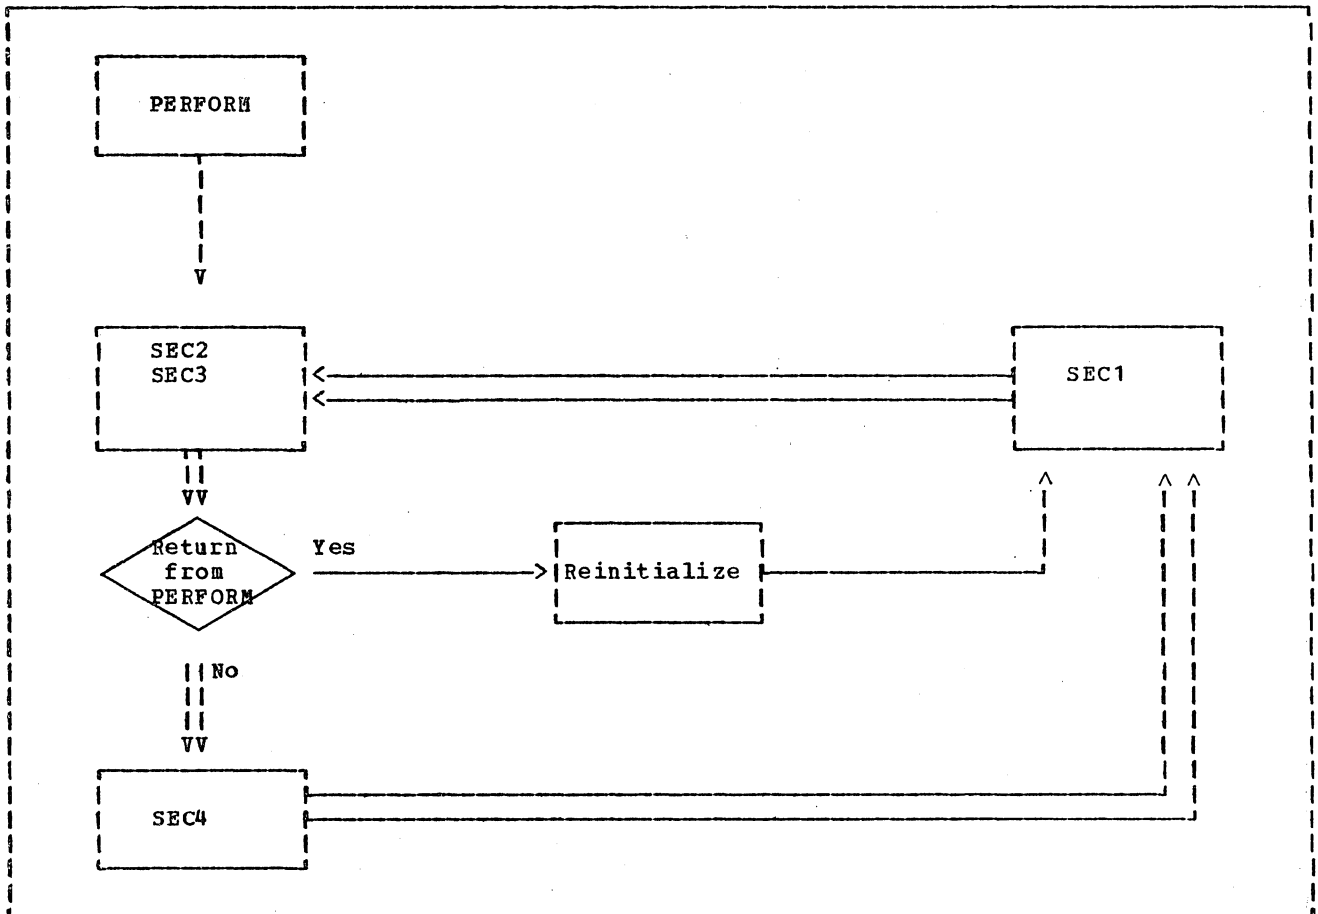 PERFORM
SEC2
SEC3
SEC1
Return
from
PERFORM
Yes
Reinitialize
No
SEC4